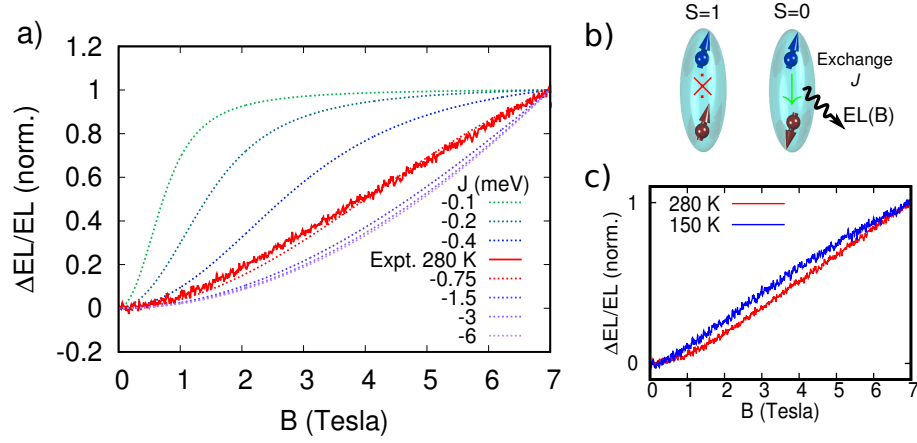 a)
ΔEL/EL (norm.)
1.2
1
0.8
0.6
0.4
0.2
0
-0.2
J (meV)
-0.1
-0.2
-0.4
Expt. 280 K
-0.75
-1.5
-3
-6
0 1 2 3 4 5 6 7
B (Tesla)
b)
S=1 S=0
Exchange
J
EL(B)
c)
ΔEL/EL (norm.)
1
0
280 K
150 K
0 1 2 3 4 5 6 7
B (Tesla)